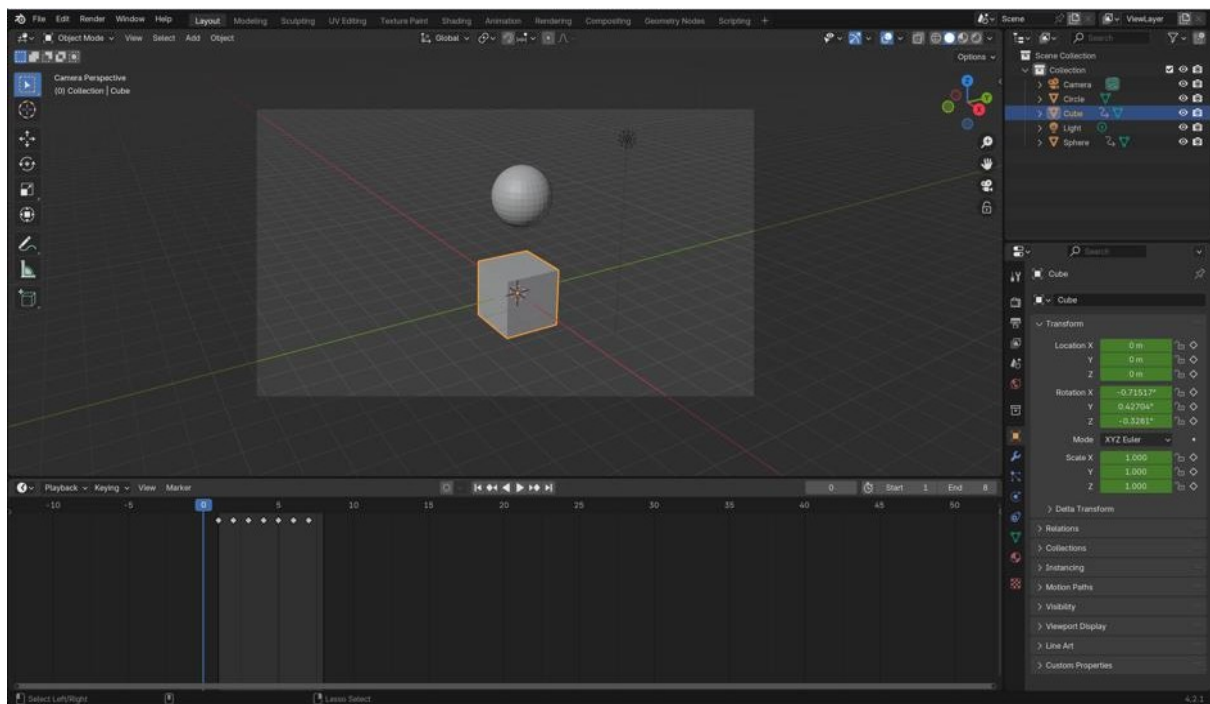 File Edit Render Window Help Layout Modeling Sculpting UV Editing Texture Paint Shading Animation Rendering Compositing Geometry Nodes Scripting + Scene ViewLayer
Object Mode View Select Add Object Global Search
Options
Camera Perspective
(0) Collection | Cube
Z
Y
X
Scene Collection
Collection
Camera
Circle
Cube
Light
Sphere
Search
Cube
Cube
Transform
Location X 0 m
Y 0 m
Z 0 m
Rotation X -0.71517°
Y 0.42704°
Z -0.3261°
Mode XYZ Euler
Scale X 1.000
Y 1.000
Z 1.000
Delta Transform
Relations
Collections
Instancing
Motion Paths
Visibility
Viewport Display
Line Art
Custom Properties
Playback Keying View Marker 0 Start 1 End 8
-10 -5 0 5 10 15 20 25 30 35 40 45 50
Select Left/Right Lasso Select 4.2.1